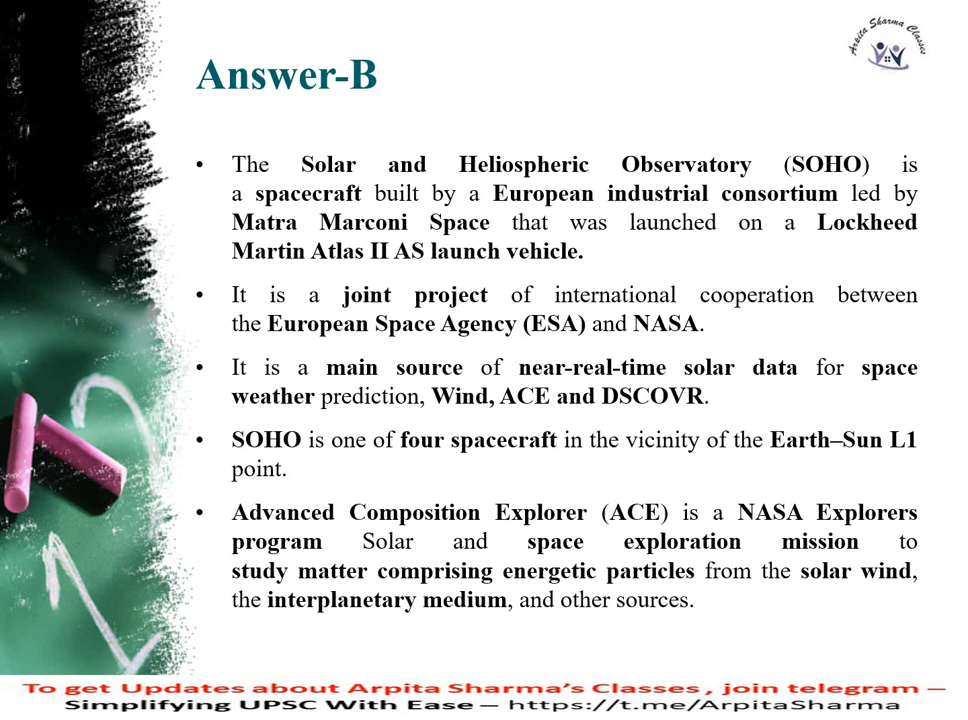 Arpita Sharma Classes
Answer-B
• The Solar and Heliospheric Observatory (SOHO) is
a spacecraft built by a European industrial consortium led by
Matra Marconi Space that was launched on a Lockheed
Martin Atlas II AS launch vehicle.
• It is a joint project of international cooperation between
the European Space Agency (ESA) and NASA.
• It is a main source of near-real-time solar data for space
weather prediction, Wind, ACE and DSCOVR.
• SOHO is one of four spacecraft in the vicinity of the Earth–Sun L1
point.
• Advanced Composition Explorer (ACE) is a NASA Explorers
program Solar and space exploration mission to
study matter comprising energetic particles from the solar wind,
the interplanetary medium, and other sources.
To get Updates about Arpita Sharma's Classes , join telegram –
Simplifying UPSC With Ease – https://t.me/ArpitaSharma